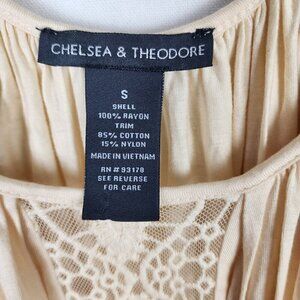 CHELSEA & THEODORE
S
SHELL
100% RAYON
TRIM
85% COTTON
15% NYLON
MADE IN VIETNAM
RN # 93178
SEE REVERSE
FOR CARE